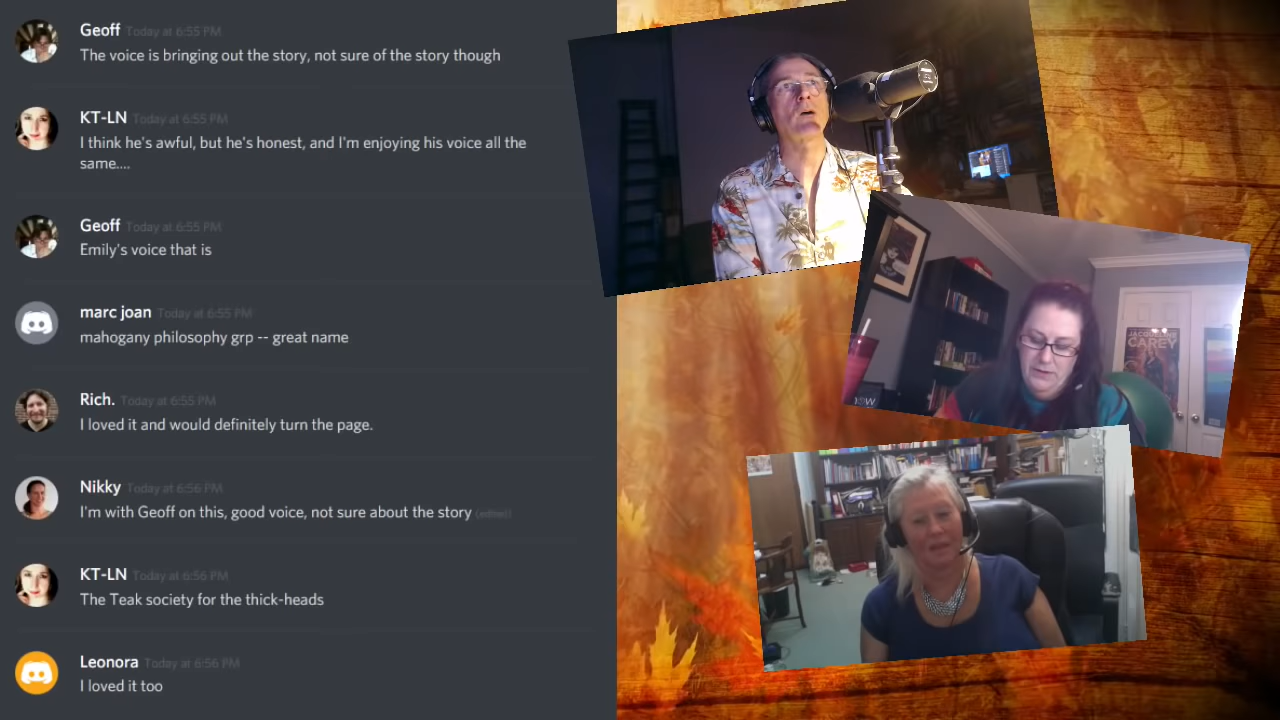 Geoff Today at 6:55 PM
The voice is bringing out the story, not sure of the story though
KT-LN Today at 6:55 PM
I think he's awful, but he's honest, and I'm enjoying his voice all the
same....
Geoff Today at 6:55 PM
Emily's voice that is
marc joan Today at 6:55 PM
mahogany philosophy grp -- great name
Rich. Today at 6:55 PM
I loved it and would definitely turn the page.
Nikky Today at 6:56 PM
I'm with Geoff on this, good voice, not sure about the story (edited)
KT-LN Today at 6:56 PM
The Teak society for the thick-heads
Leonora Today at 6:56 PM
I loved it too
CAREY